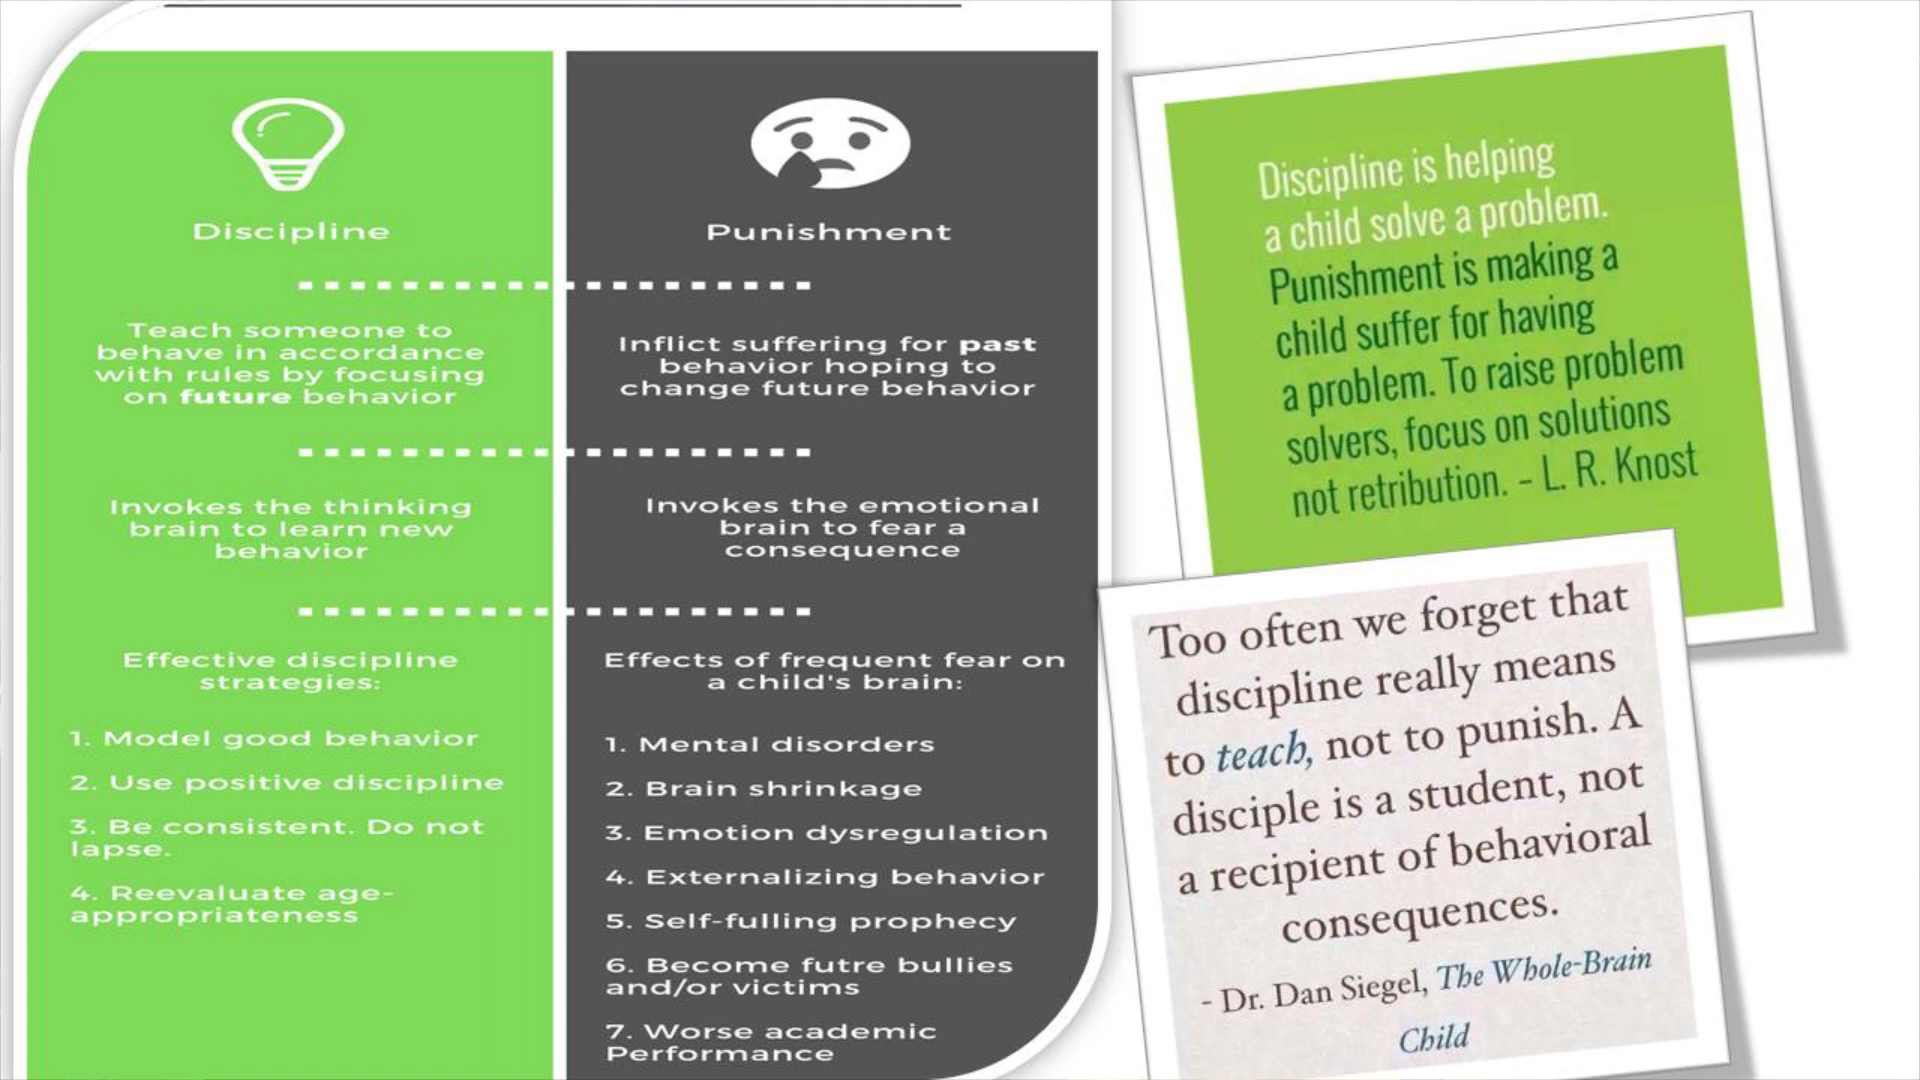 Discipline
Teach someone to
behave in accordance
with rules by focusing
on future behavior
Invokes the thinking
brain to learn new
behavior
Effective discipline
strategies:
1. Model good behavior
2. Use positive discipline
3. Be consistent. Do not
lapse.
4. Reevaluate age-
appropriateness
Punishment
Inflict suffering for past
behavior hoping to
change future behavior
Invokes the emotional
brain to fear a
consequence
Effects of frequent fear on
a child's brain:
1. Mental disorders
2. Brain shrinkage
3. Emotion dysregulation
4. Externalizing behavior
5. Self-fulling prophecy
6. Become futre bullies
and/or victims
7. Worse academic
Performance
Discipline is helping
a child solve a problem.
Punishment is making a
child suffer for having
a problem. To raise problem
solvers, focus on solutions
not retribution. - L. R. Knost
Too often we forget that
discipline really means
to teach, not to punish. A
disciple is a student, not
a recipient of behavioral
consequences.
- Dr. Dan Siegel, The Whole-Brain
Child